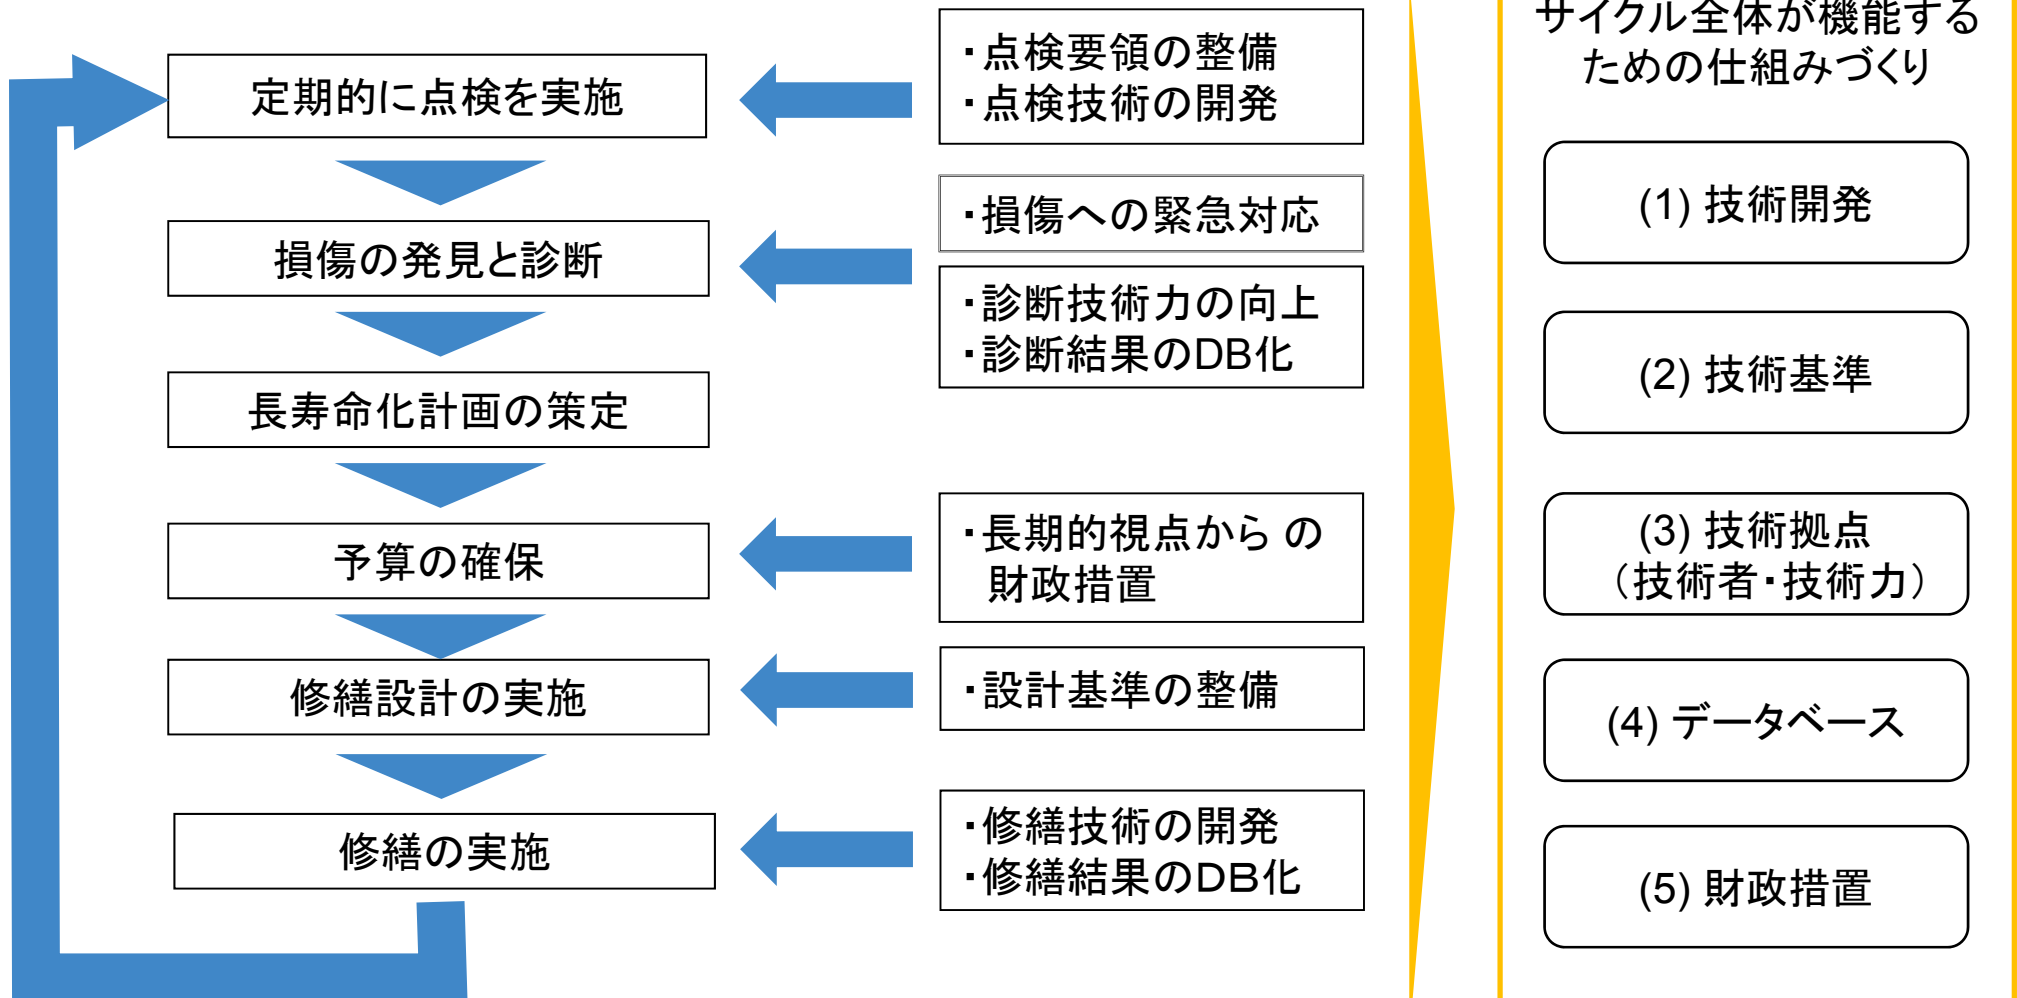 定期的に点検を実施
損傷の発見と診断
長寿命化計画の策定
予算の確保
修繕設計の実施
修繕の実施
・点検要領の整備
・点検技術の開発
・損傷への緊急対応
・診断技術力の向上
・診断結果のDB化
・長期的視点から の
財政措置
・設計基準の整備
・修繕技術の開発
・修繕結果のDB化
サイクル全体が機能する
ための仕組みづくり
(1) 技術開発
(2) 技術基準
(3) 技術拠点
（技術者・技術力）
(4) データベース
(5) 財政措置